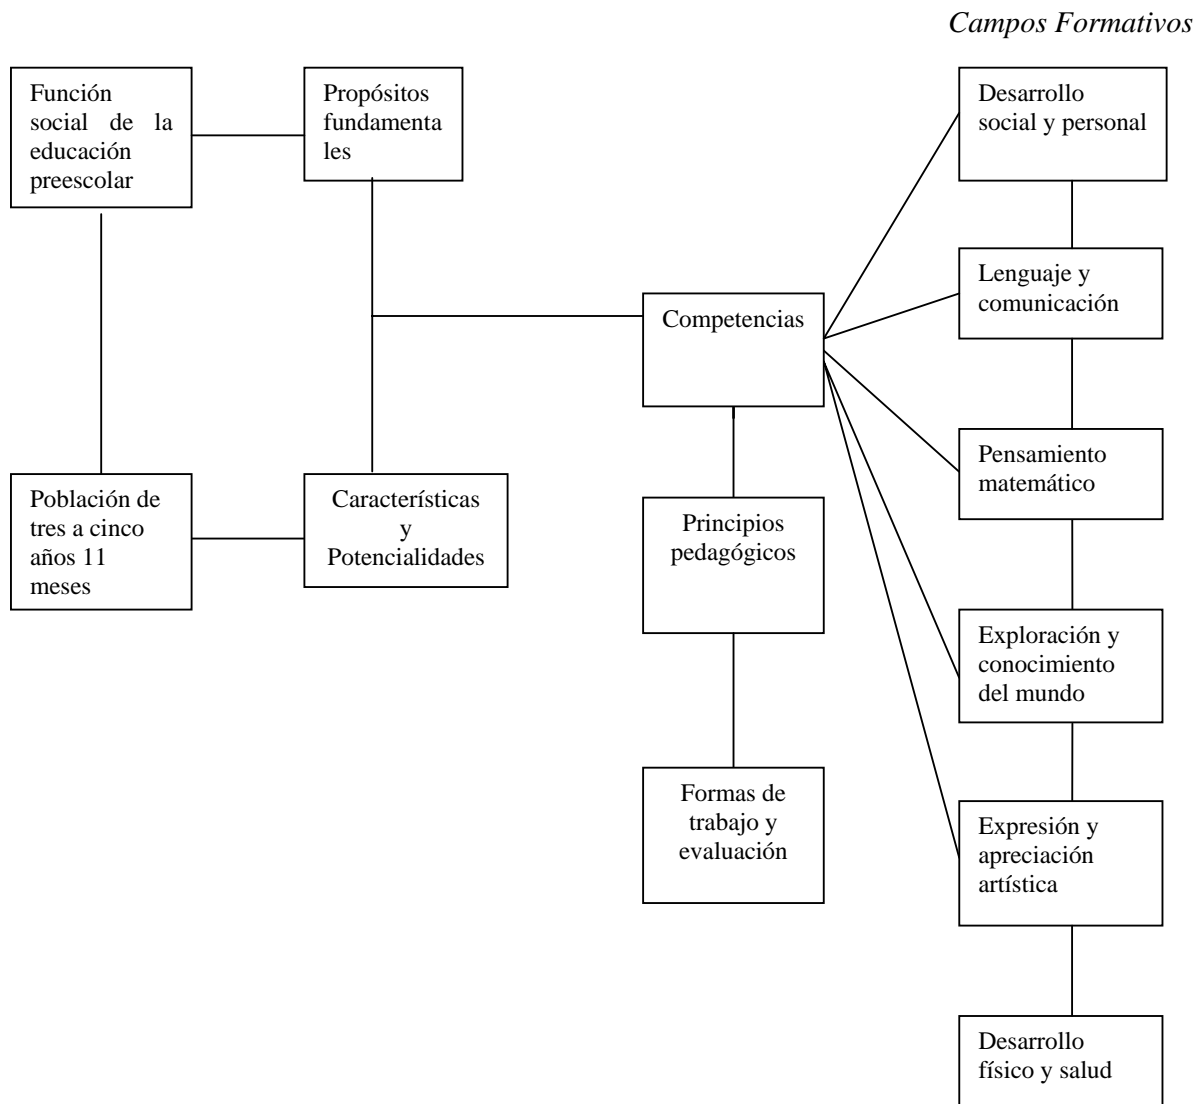 Campos Formativos
Función
social de la
educación
preescolar
Propósitos
fundamenta
les
Desarrollo
social y personal
Lenguaje y
comunicación
Competencias
Pensamiento
matemático
Población de
tres a cinco
años 11
meses
Características
y
Potencialidades
Principios
pedagógicos
Exploración y
conocimiento
del mundo
Formas de
trabajo y
evaluación
Expresión y
apreciación
artística
Desarrollo
físico y salud